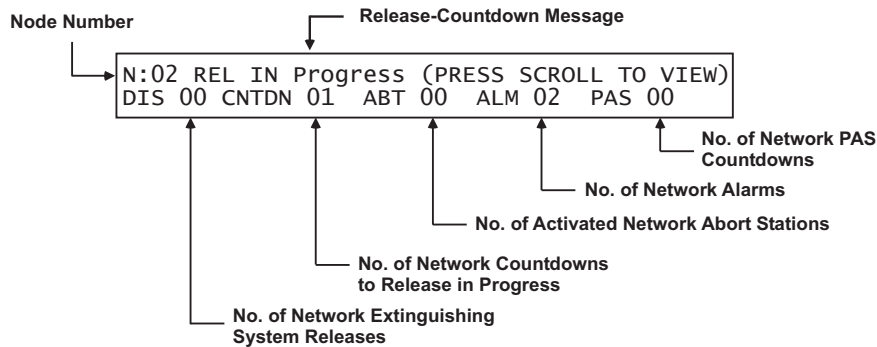 Node Number
Release-Countdown Message
N:02 REL IN Progress (PRESS SCROLL TO VIEW)
DIS 00 CNTDN 01 ABT 00 ALM 02 PAS 00
No. of Network PAS
Countdowns
No. of Network Alarms
No. of Activated Network Abort Stations
No. of Network Countdowns
to Release in Progress
No. of Network Extinguishing
System Releases